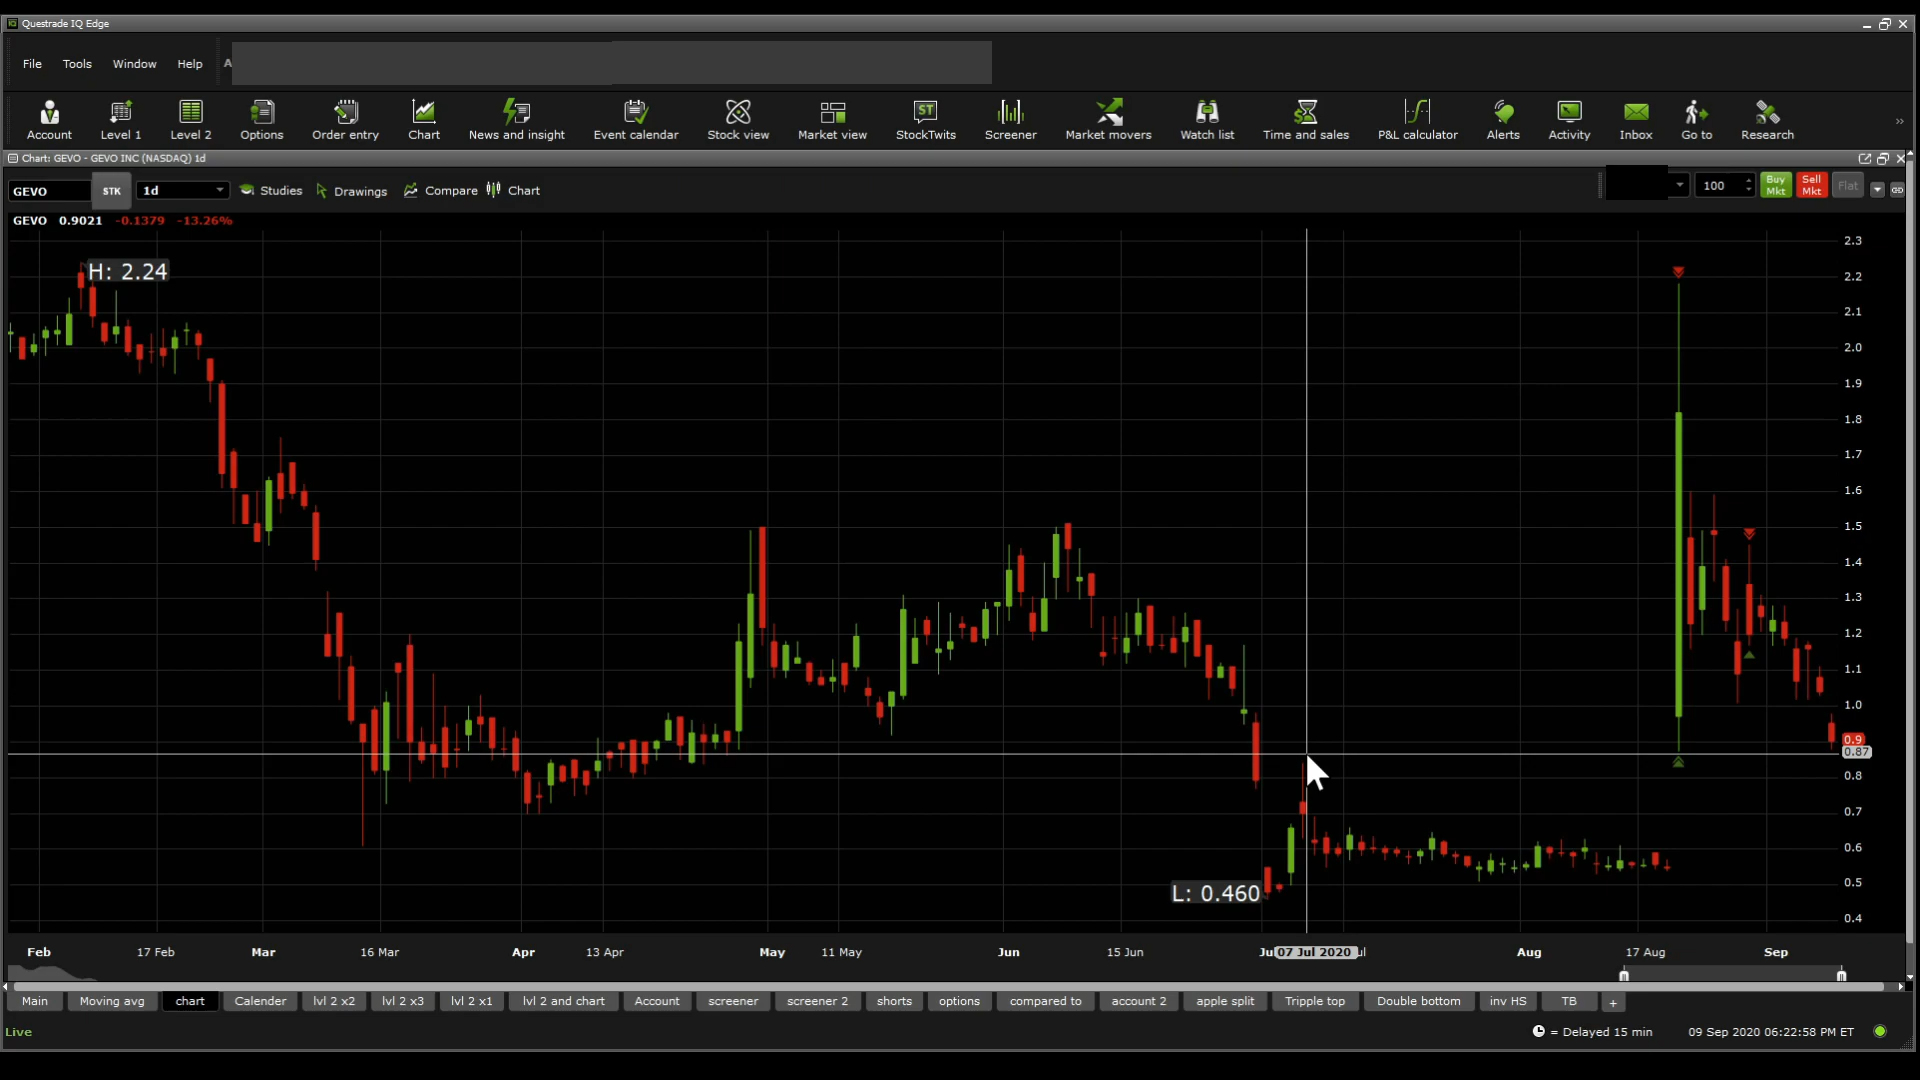 Questrade IQ Edge
File Tools Window Help A
Account Level 1 Level 2 Options Order entry Chart News and insight Event calendar Stock view Market view StockTwits Screener Market movers Watch list Time and sales P&L calculator Alerts Activity Inbox Go to Research »
Chart: GEVO - GEVO INC (NASDAQ) 1d
GEVO STK 1d Studies Drawings Compare Chart 100 Buy Mkt Sell Mkt Flat
GEVO 0.9021 -0.1379 -13.26%
2.3
H: 2.24
2.2
2.1
2.0
1.9
1.8
1.7
1.6
1.5
1.4
1.3
1.2
1.1
1.0
0.9
0.87
0.8
0.7
0.6
0.5
L: 0.460
0.4
Feb 17 Feb Mar 16 Mar Apr 13 Apr May 11 May Jun 15 Jun Ju 07 Jul 2020 ul Aug 17 Aug Sep
Main Moving avg chart Calender lvl 2 x2 lvl 2 x3 lvl 2 x1 lvl 2 and chart Account screener screener 2 shorts options compared to account 2 apple split Tripple top Double bottom inv HS TB +
Live = Delayed 15 min 09 Sep 2020 06:22:58 PM ET